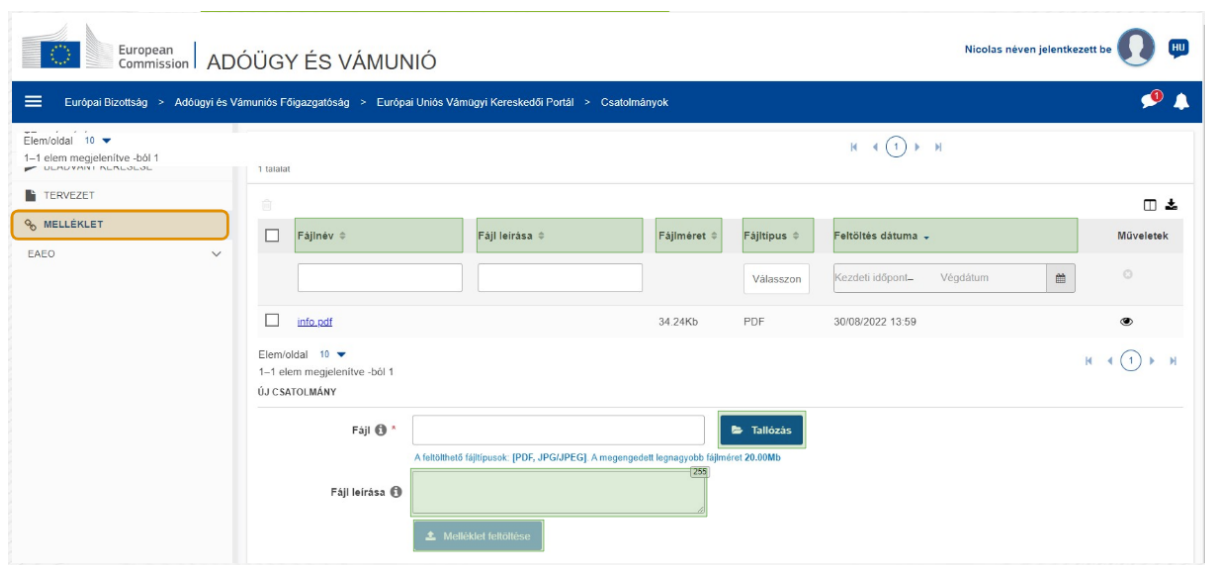 European
Commission
ADÓÜGY ÉS VÁMUNIÓ
Nicolas néven jelentkezett be
HU
Európai Bizottság > Adóügyi és Vámuniós Főigazgatóság > Európai Uniós Vámügyi Kereskedői Portál > Csatolmányok
1
Elem/oldal 10
1–1 elem megjelenítve -ból 1
1
1 találat
TERVEZET
MELLÉKLET
EAEO
Fájlnév
Fájl leírása
Fájlméret
Fájltípus
Feltöltés dátuma
Műveletek
Válasszon
Kezdeti időpont
Végdátum
info.pdf
34.24Kb
PDF
30/08/2022 13:59
Elem/oldal 10
1–1 elem megjelenítve -ból 1
1
ÚJ CSATOLMÁNY
Fájl *
Tallózás
A feltölthető fájltípusok: [PDF, JPG/JPEG]. A megengedett legnagyobb fájlméret 20.00Mb
Fájl leírása
255
Melléklet feltöltése